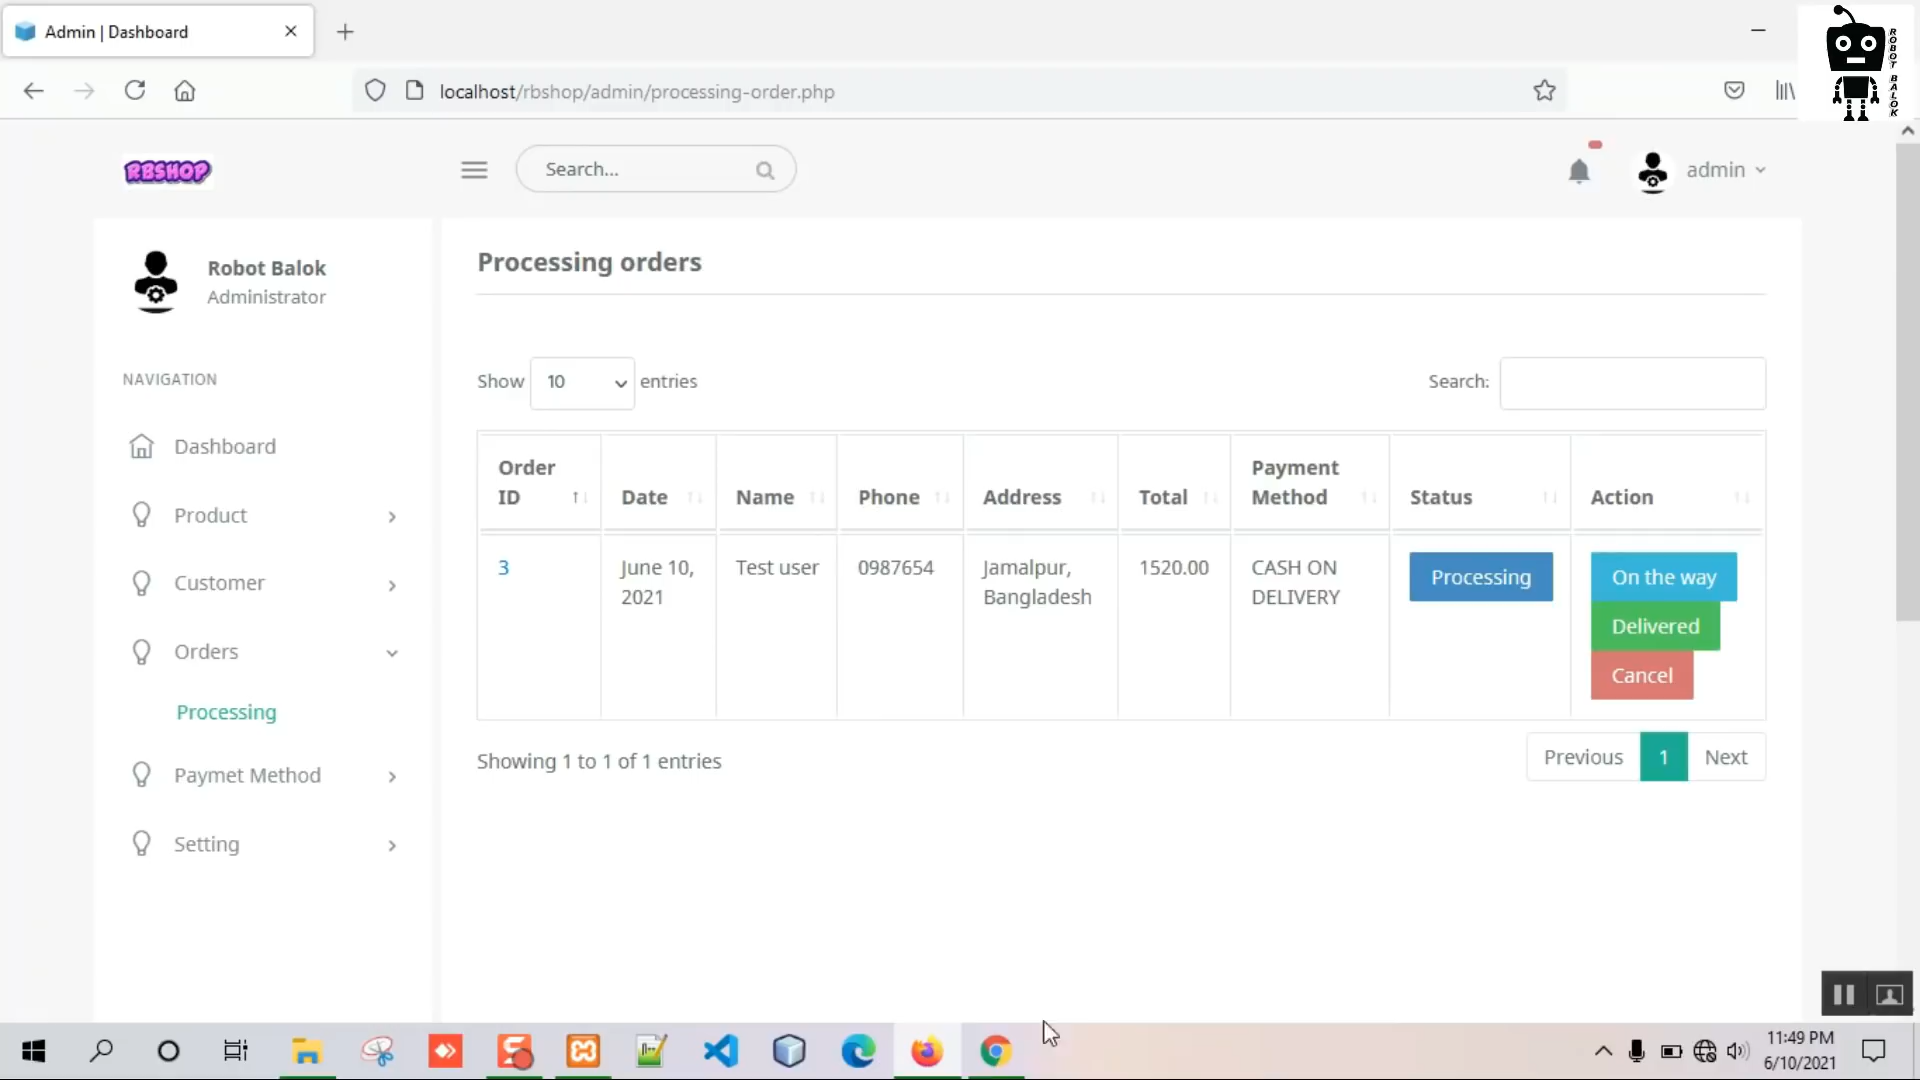 Admin | Dashboard
localhost/rbshop/admin/processing-order.php
ROBOT BALOK
RBSHOP
Search...
admin
Robot Balok
Administrator
NAVIGATION
Dashboard
Product
Customer
Orders
Processing
Paymet Method
Setting
Processing orders
Show 10 entries
Search:
Order ID
Date
Name
Phone
Address
Total
Payment Method
Status
Action
3
June 10, 2021
Test user
0987654
Jamalpur, Bangladesh
1520.00
CASH ON DELIVERY
Processing
On the way
Delivered
Cancel
Showing 1 to 1 of 1 entries
Previous 1 Next
11:49 PM
6/10/2021